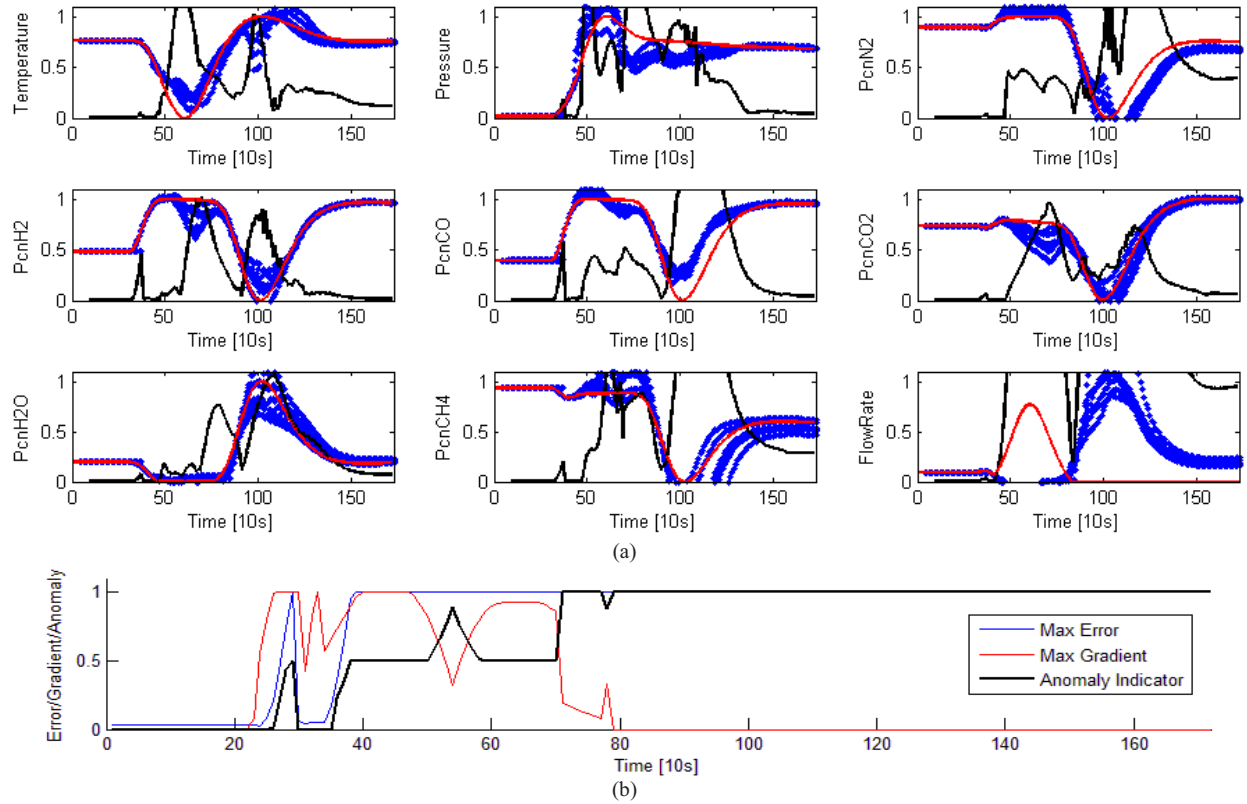 Temperature
1
0.5
0
0 50 100 150
Time [10s]
Pressure
1
0.5
0
0 50 100 150
Time [10s]
PcnN2
1
0.5
0
0 50 100 150
Time [10s]
PcnH2
1
0.5
0
0 50 100 150
Time [10s]
PcnCO
1
0.5
0
0 50 100 150
Time [10s]
PcnCO2
1
0.5
0
0 50 100 150
Time [10s]
PcnH2O
1
0.5
0
0 50 100 150
Time [10s]
PcnCH4
1
0.5
0
0 50 100 150
Time [10s]
FlowRate
1
0.5
0
0 50 100 150
Time [10s]
(a)
Error/Gradient/Anomaly
1
0.5
0
Max Error
Max Gradient
Anomaly Indicator
0 20 40 60 80 100 120 140 160
Time [10s]
(b)